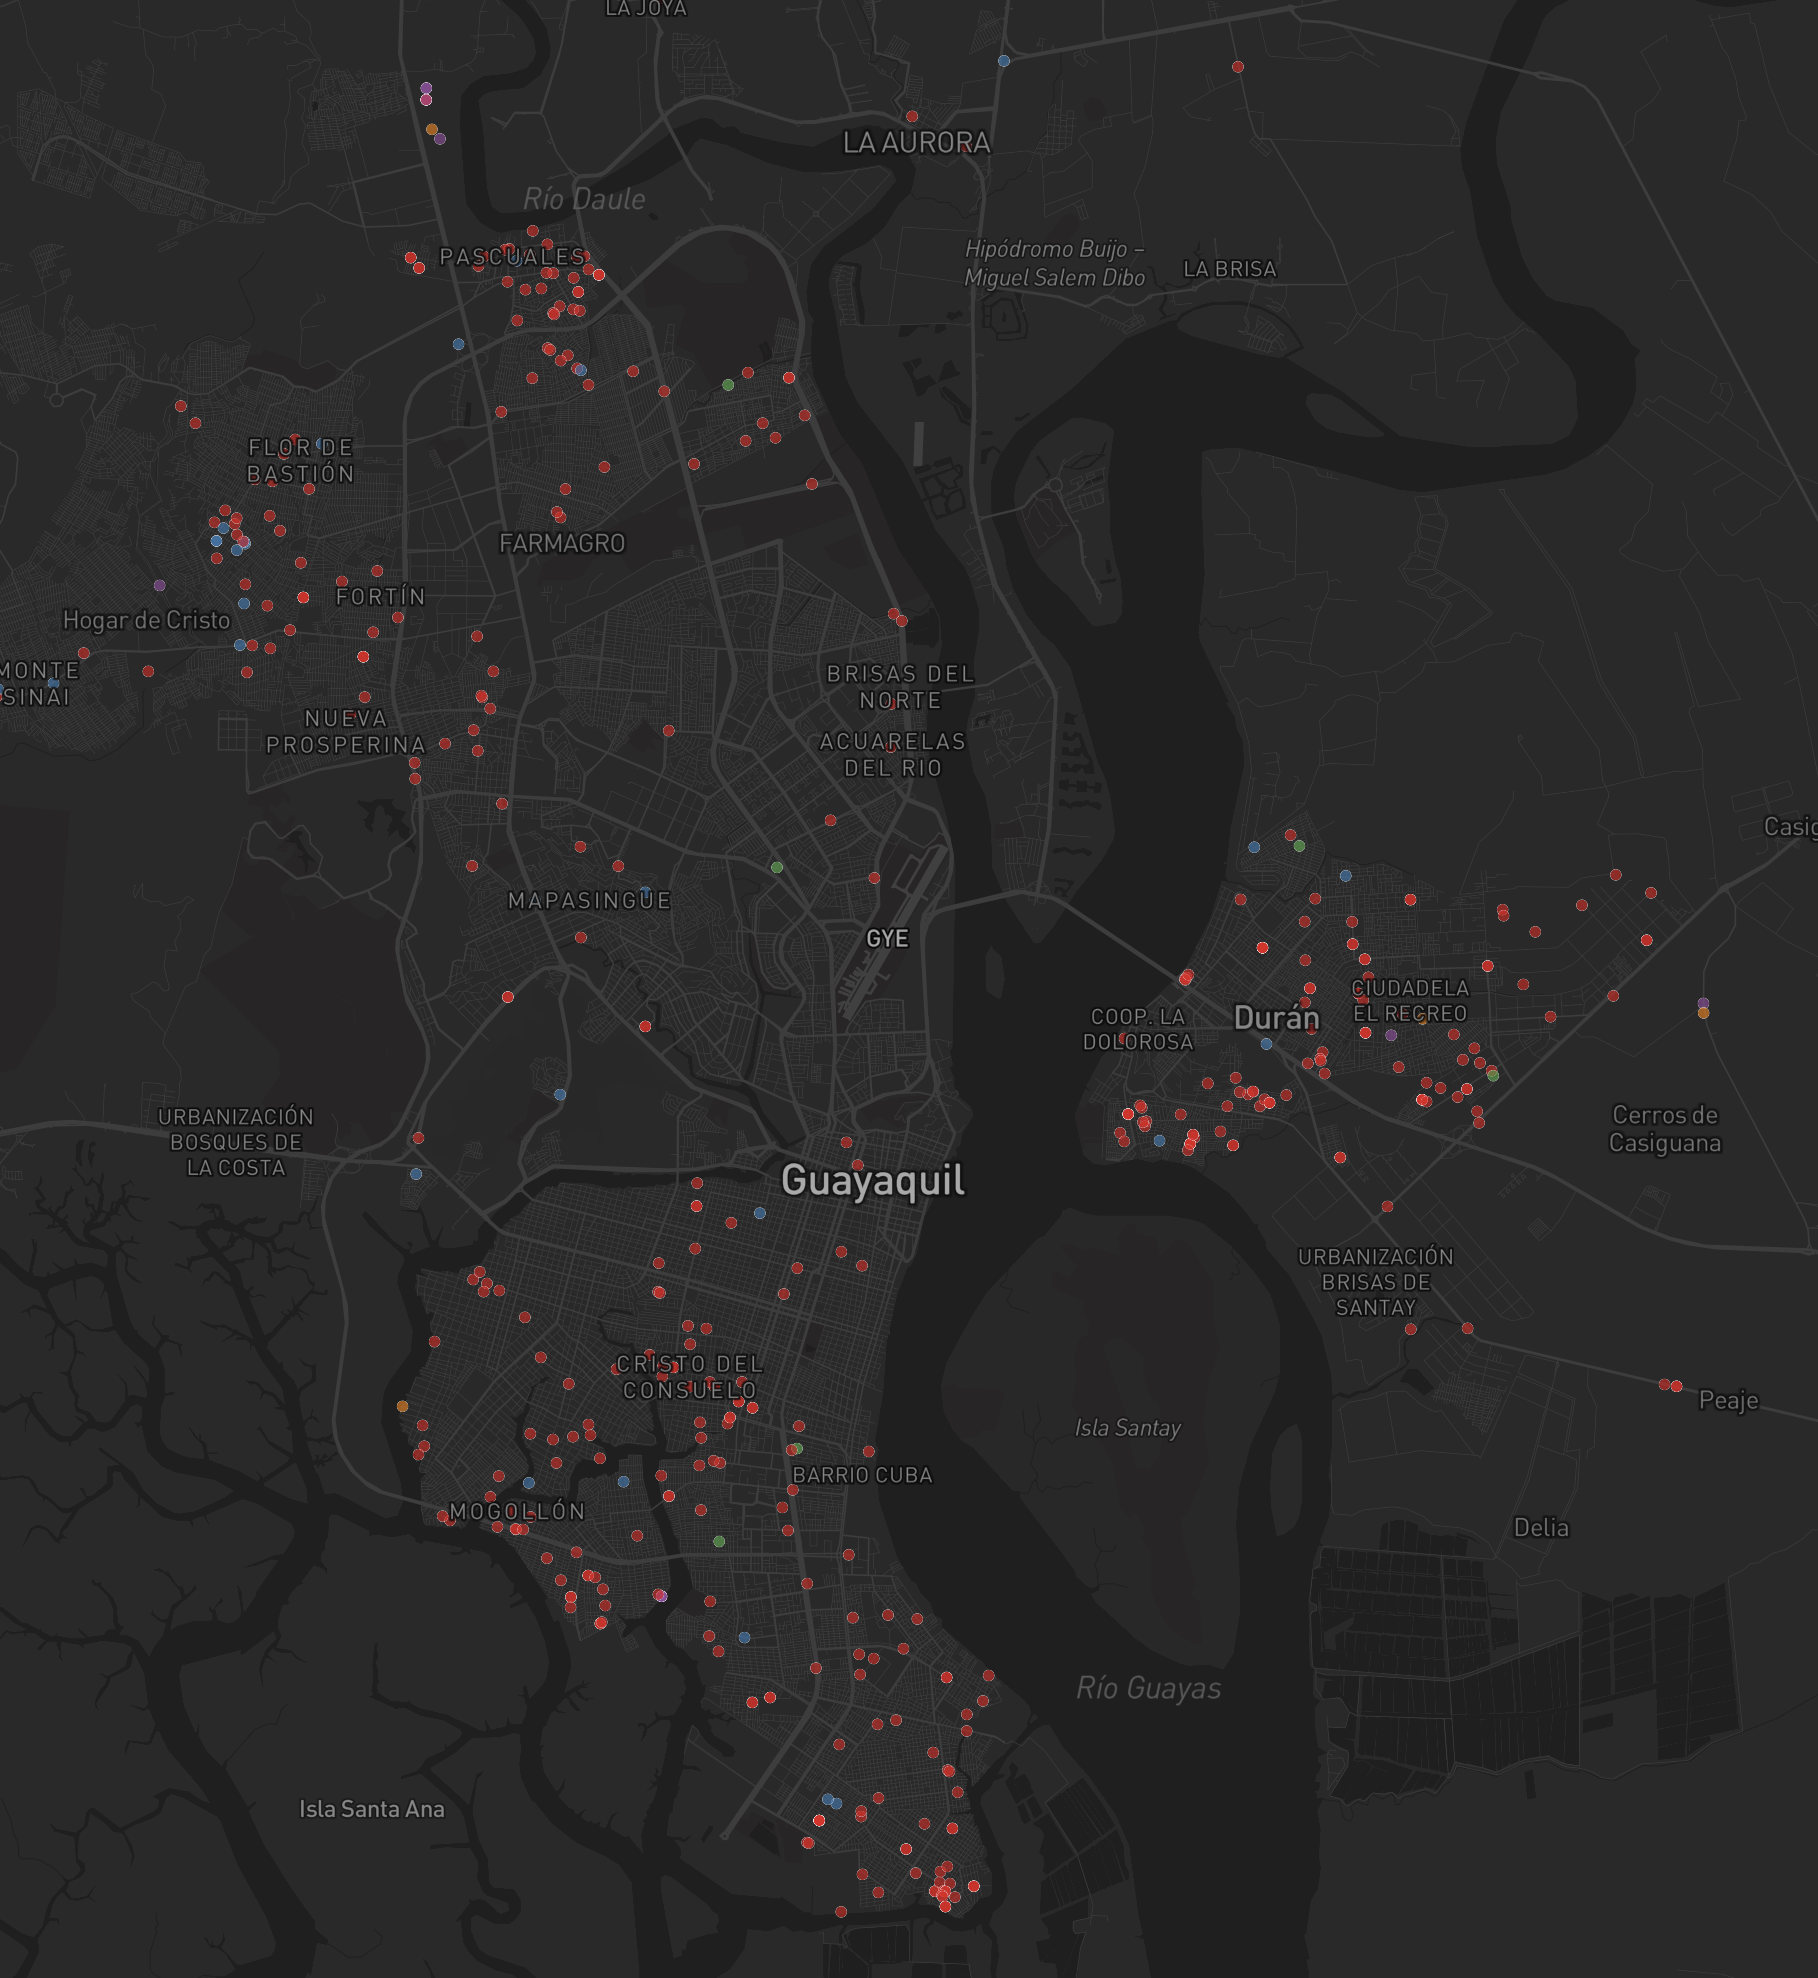 LA JOYA
LA AURORA
Río Daule
Hipódromo Bujio –
Miguel Salem Dibo
LA BRISA
PASCUALES
FLOR DE
BASTIÓN
FARMAGRO
FORTÍN
Hogar de Cristo
MONTE
SINAI
BRISAS DEL
NORTE
NUEVA
PROSPERINA
ACUARELAS
DEL RIO
Casig
MAPASINGUE
GYE
CIUDADELA
EL RECREO
COOP. LA
DOLOROSA
Durán
URBANIZACIÓN
BOSQUES DE
LA COSTA
Cerros de
Casiguana
Guayaquil
URBANIZACIÓN
BRISAS DE
SANTAY
CRISTO DEL
CONSUELO
Peaje
Isla Santay
BARRIO CUBA
MOGOLLÓN
Delia
Río Guayas
Isla Santa Ana